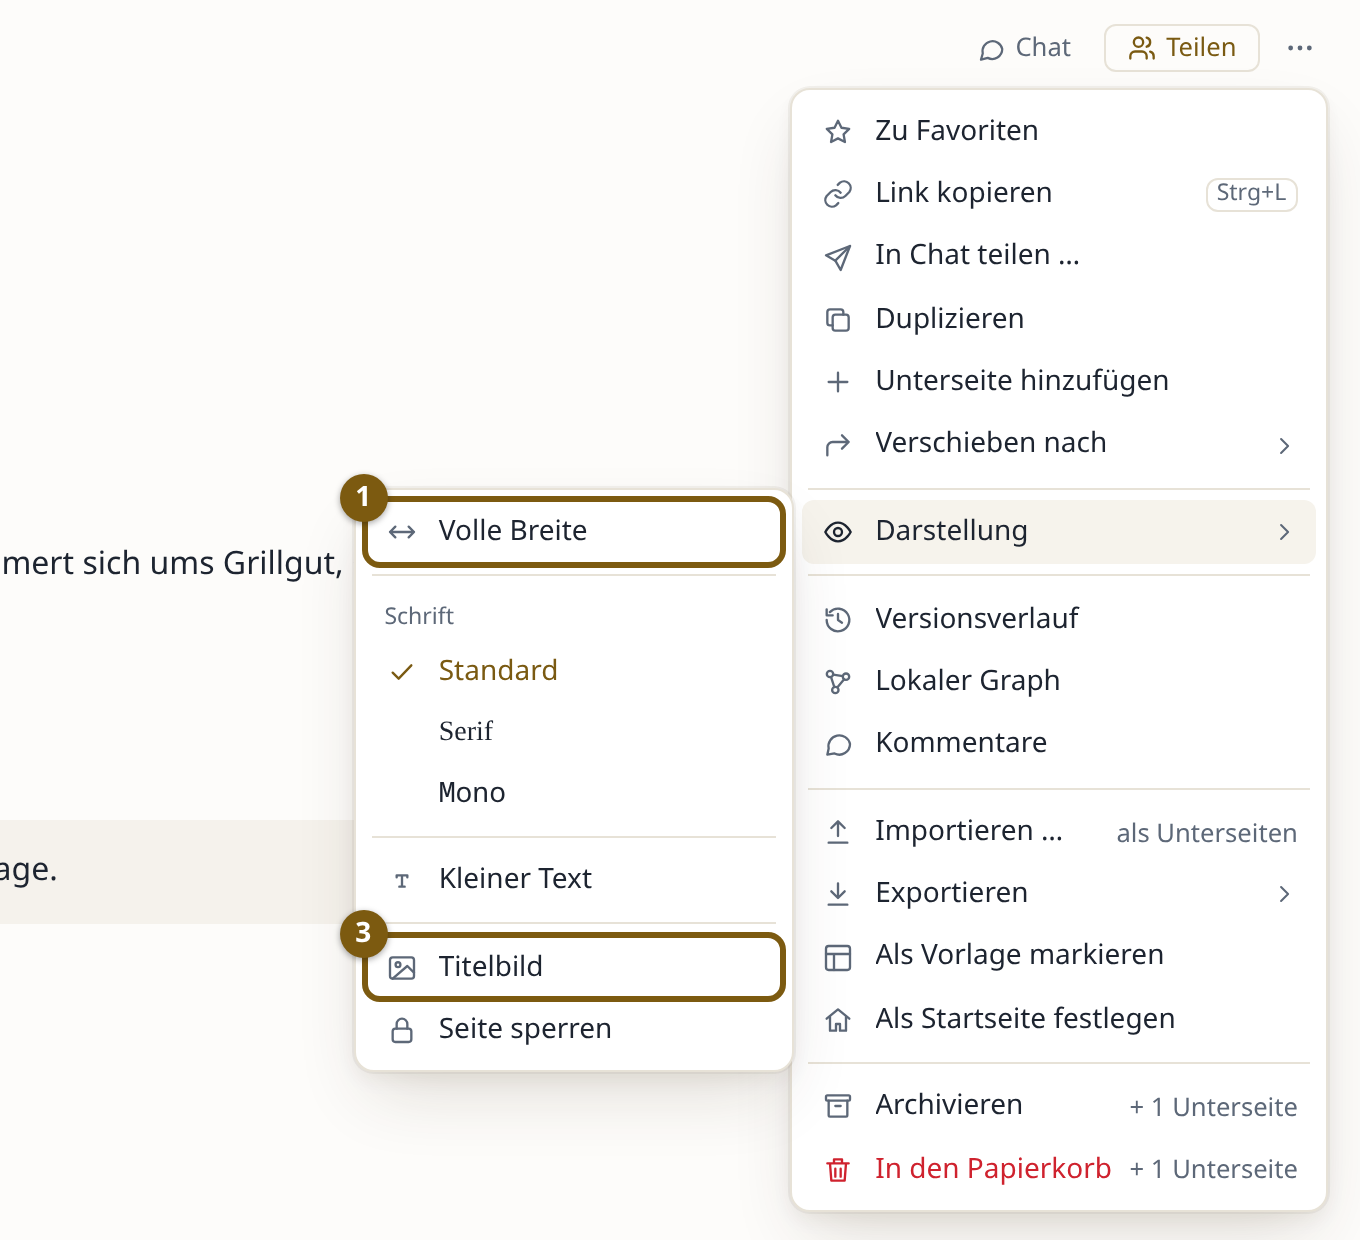 Chat
Teilen
Zu Favoriten
Link kopieren Strg+L
In Chat teilen ...
Duplizieren
Unterseite hinzufügen
Verschieben nach
Darstellung
Versionsverlauf
Lokaler Graph
Kommentare
Importieren ... als Unterseiten
Exportieren
Als Vorlage markieren
Als Startseite festlegen
Archivieren + 1 Unterseite
In den Papierkorb + 1 Unterseite
1
Volle Breite
Schrift
Standard
Serif
Mono
Kleiner Text
3
Titelbild
Seite sperren
mert sich ums Grillgut,
age.